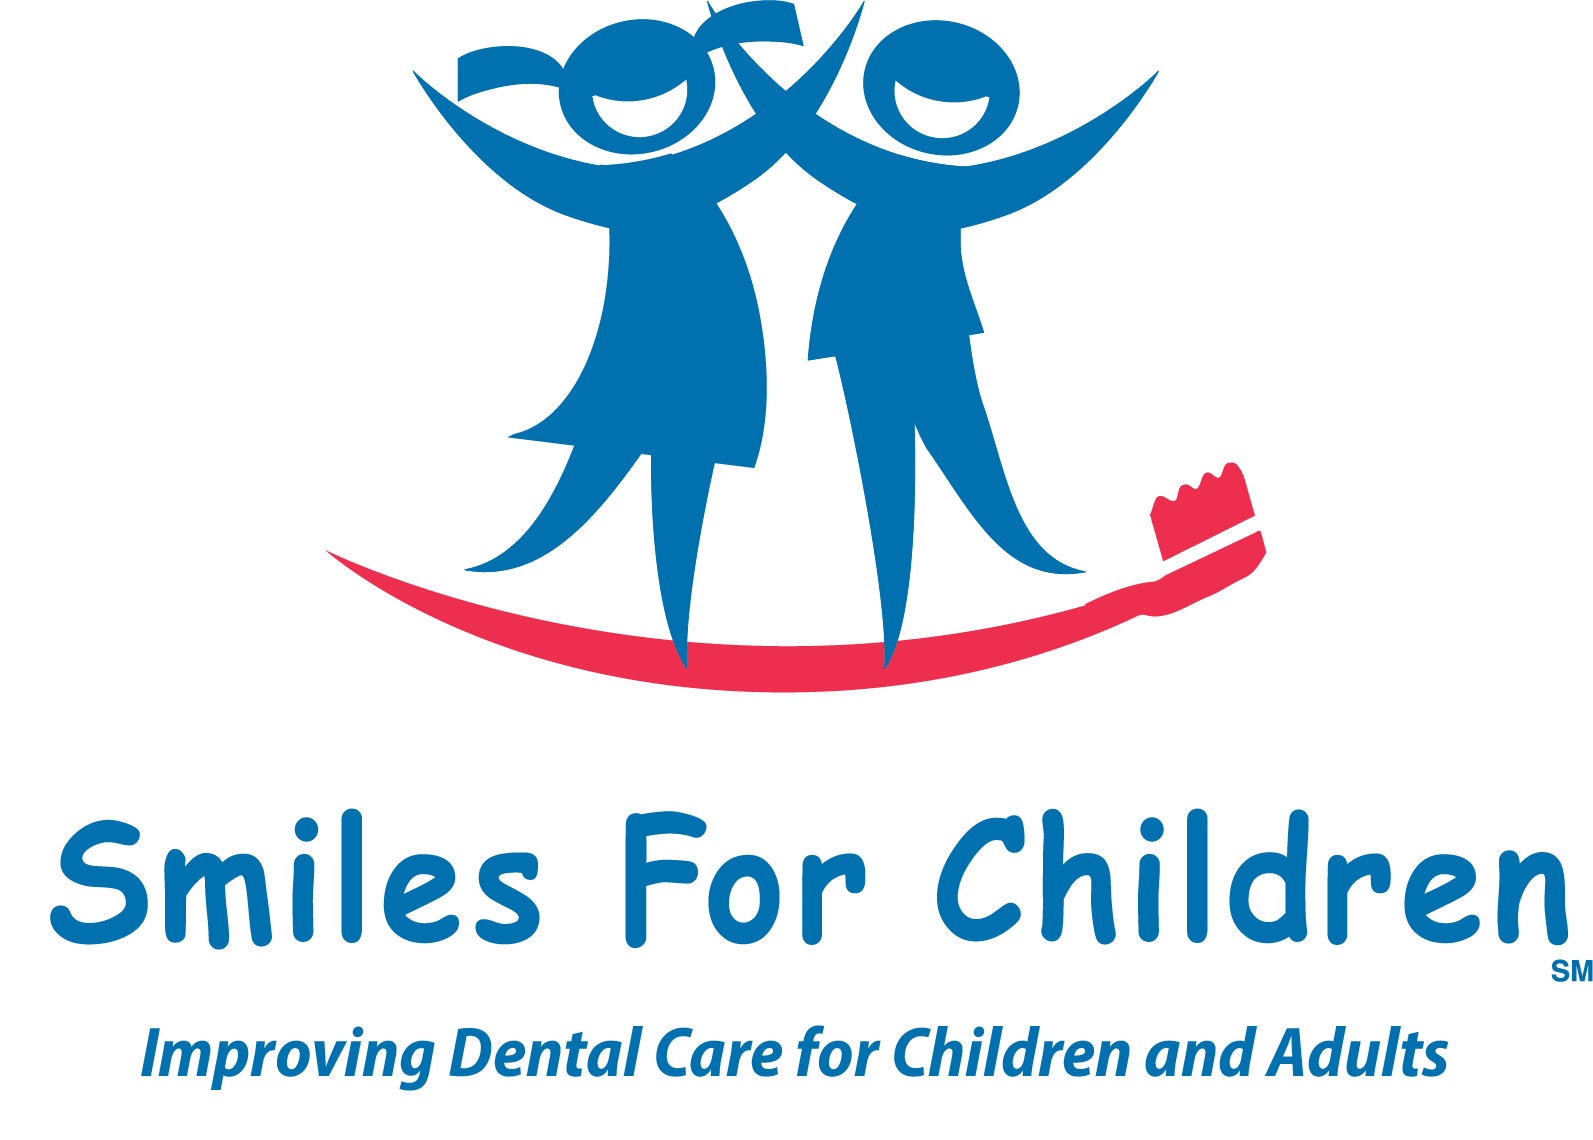 Smiles For Children
SM
Improving Dental Care for Children and Adults